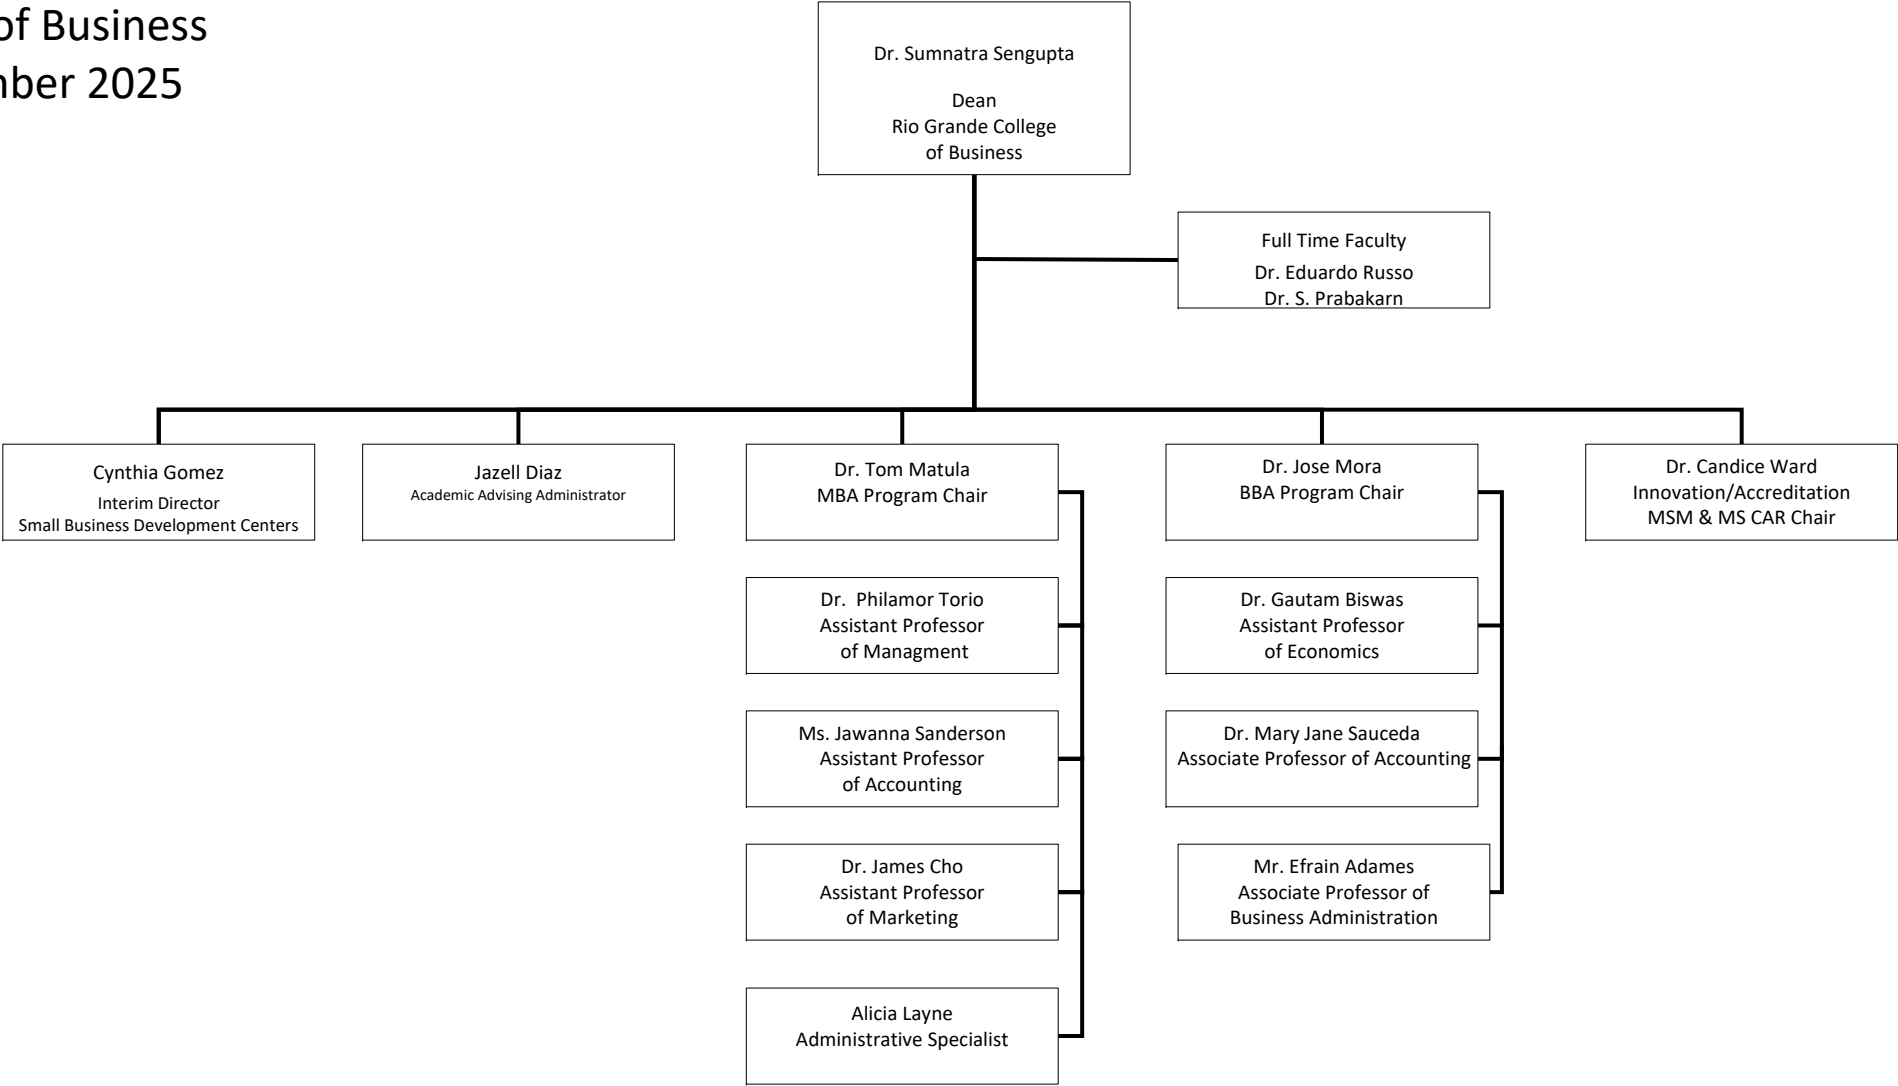 of Business
mber 2025
Dr. Sumnatra Sengupta
Dean
Rio Grande College
of Business
Full Time Faculty
Dr. Eduardo Russo
Dr. S. Prabakarn
Cynthia Gomez
Interim Director
Small Business Development Centers
Jazell Diaz
Academic Advising Administrator
Dr. Tom Matula
MBA Program Chair
Dr. Jose Mora
BBA Program Chair
Dr. Candice Ward
Innovation/Accreditation
MSM & MS CAR Chair
Dr.  Philamor Torio
Assistant Professor
of Managment
Dr. Gautam Biswas
Assistant Professor
of Economics
Ms. Jawanna Sanderson
Assistant Professor
of Accounting
Dr. Mary Jane Sauceda
Associate Professor of Accounting
Dr. James Cho
Assistant Professor
of Marketing
Mr. Efrain Adames
Associate Professor of
Business Administration
Alicia Layne
Administrative Specialist